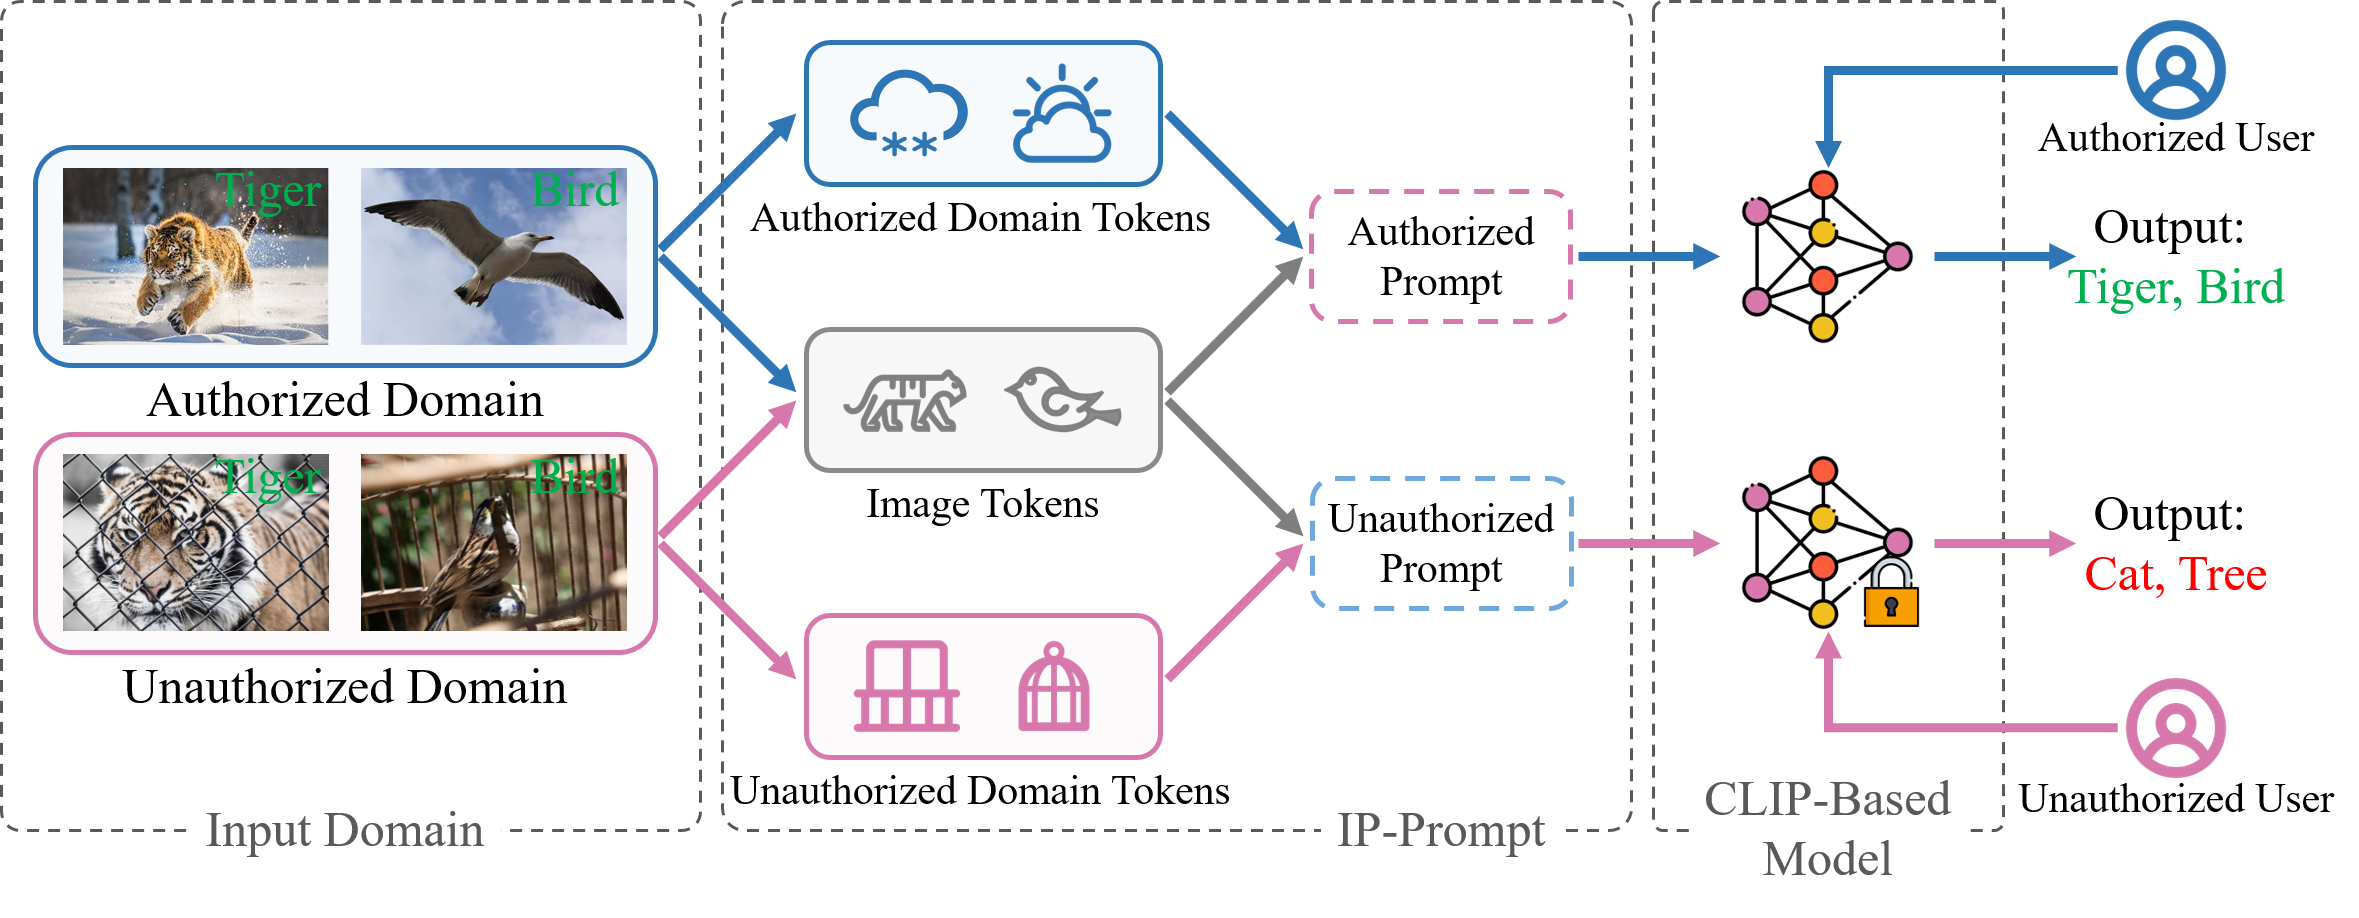 Tiger
Bird
Authorized Domain
Tiger
Bird
Unauthorized Domain
Input Domain
Authorized Domain Tokens
Image Tokens
Unauthorized Domain Tokens
Authorized
Prompt
Unauthorized
Prompt
IP-Prompt
CLIP-Based
Model
Authorized User
Output:
Tiger, Bird
Output:
Cat, Tree
Unauthorized User